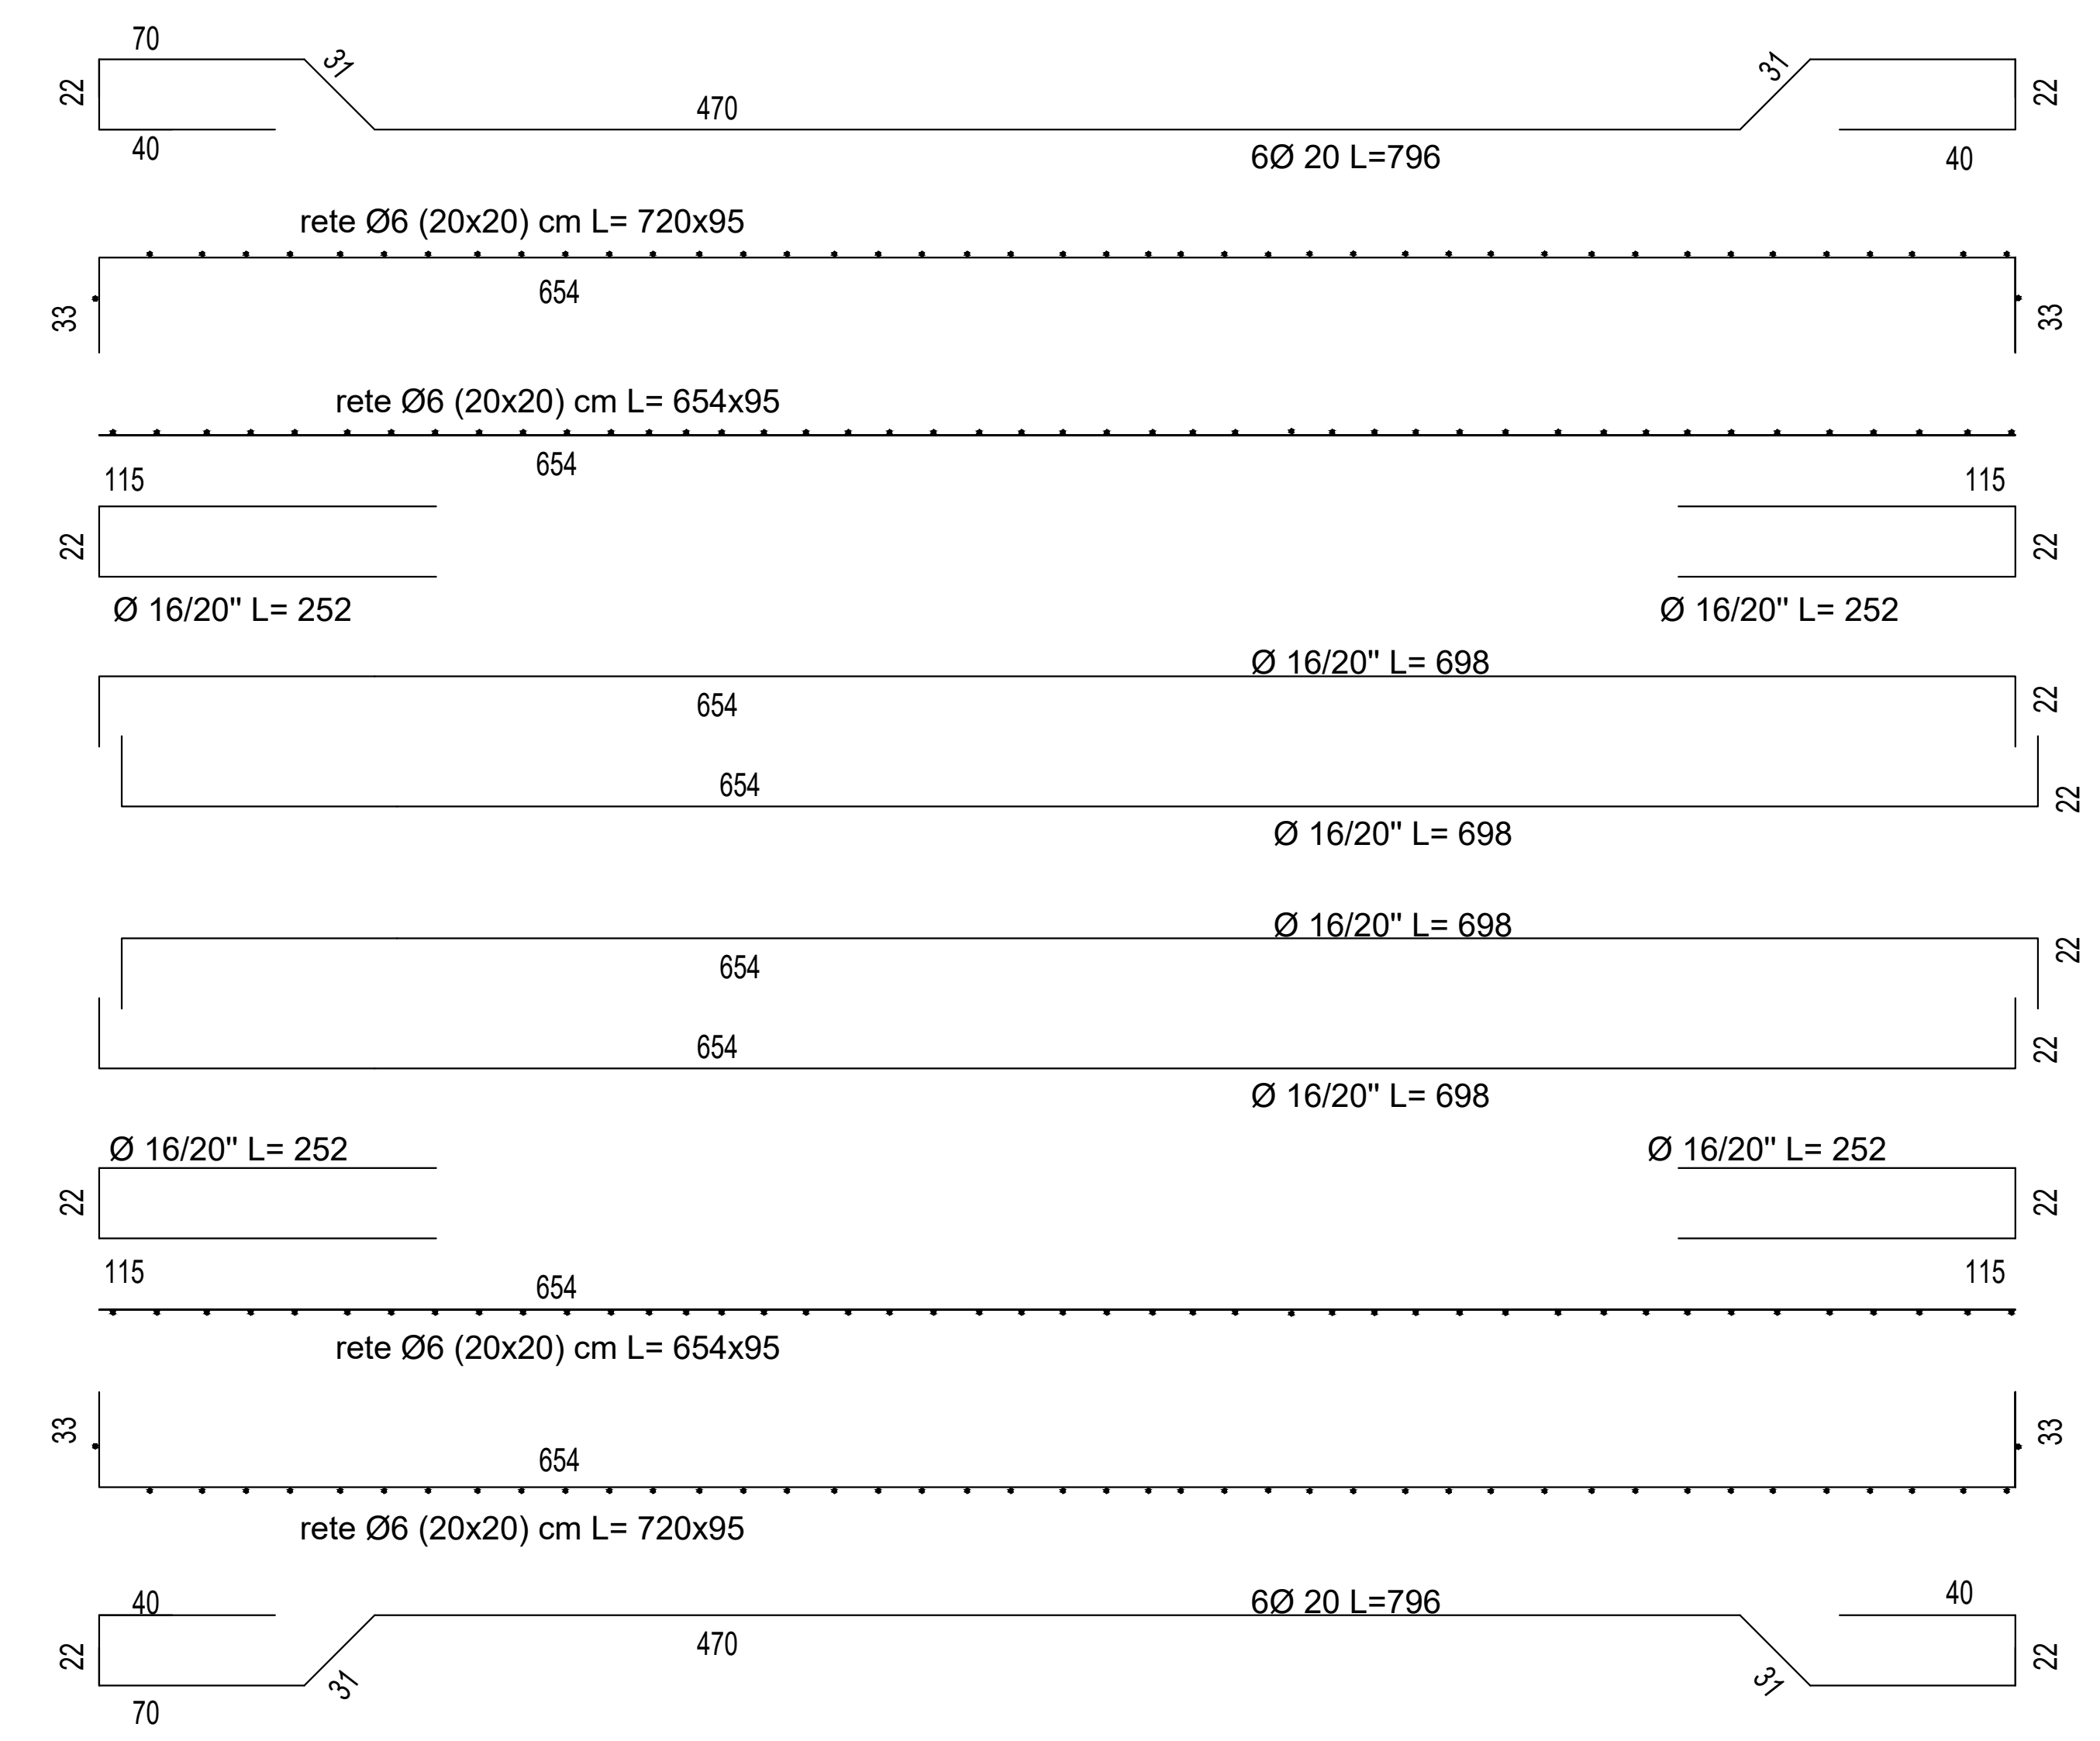 70
31
31
22
470
22
40
6Ø 20 L=796
40
rete Ø6 (20x20) cm L= 720x95
33
654
33
rete Ø6 (20x20) cm L= 654x95
654
115
115
22
22
Ø 16/20" L= 252
Ø 16/20" L= 252
Ø 16/20" L= 698
654
22
654
22
Ø 16/20" L= 698
Ø 16/20" L= 698
654
22
654
22
Ø 16/20" L= 698
Ø 16/20" L= 252
Ø 16/20" L= 252
22
22
115
654
115
rete Ø6 (20x20) cm L= 654x95
33
654
33
rete Ø6 (20x20) cm L= 720x95
40
6Ø 20 L=796
40
22
470
22
31
31
70